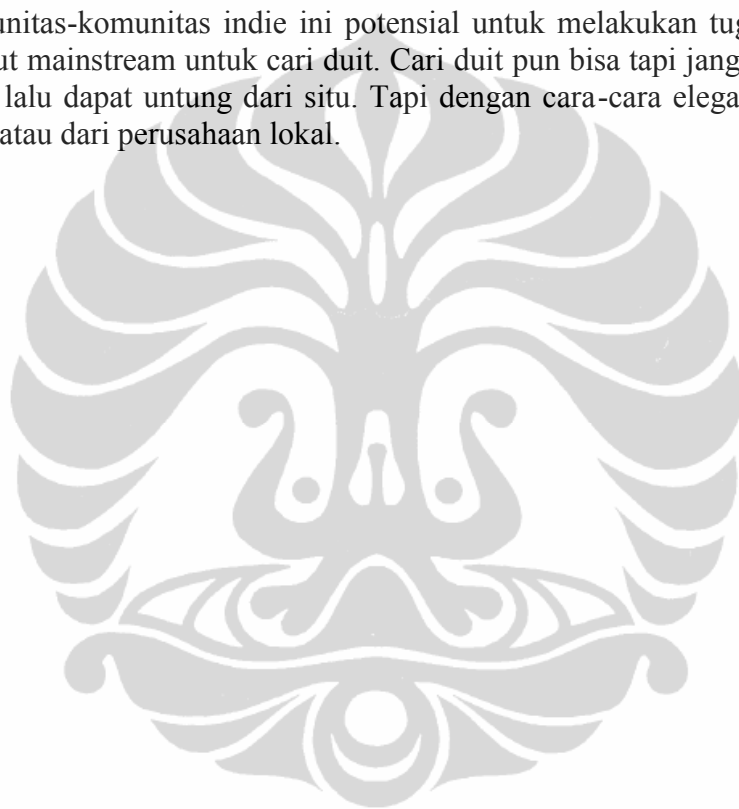 unitas-komunitas indie ini potensial untuk melakukan tug
ut mainstream untuk cari duit. Cari duit pun bisa tapi jang
lalu dapat untung dari situ. Tapi dengan cara-cara elega
atau dari perusahaan lokal.